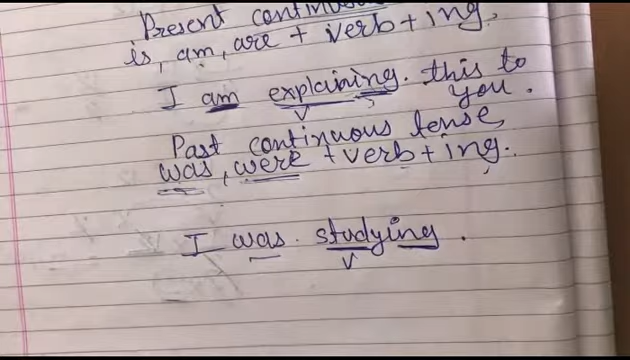 Present continuous
is, am, are + verb + ing.
I am explaining. this to
you.
V
Past continuous tense
was, were + verb + ing.
I was. studying.
V